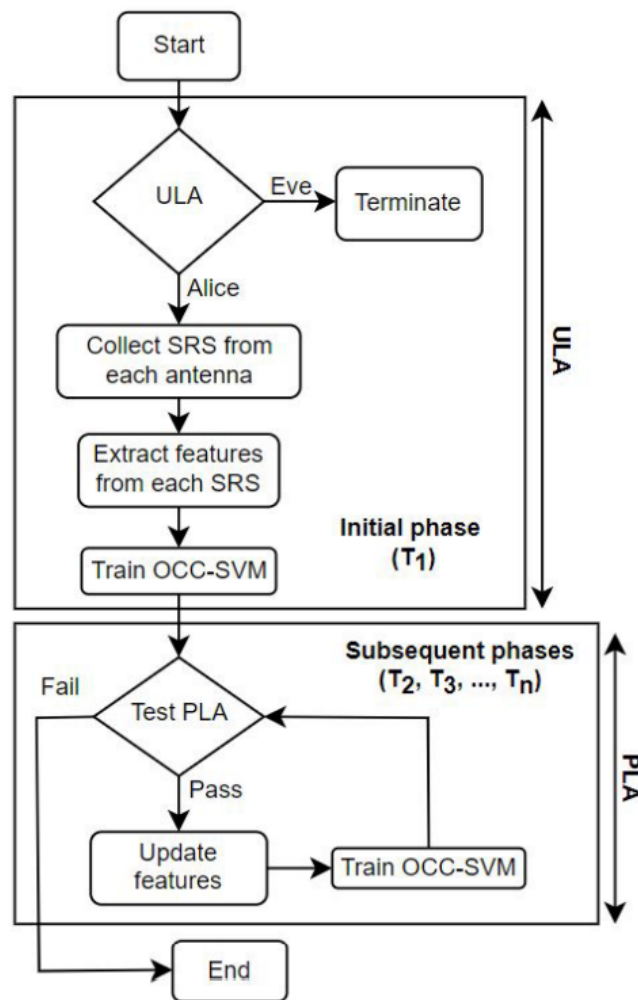 Start
ULA
Eve
Terminate
Alice
Collect SRS from
each antenna
Extract features
from each SRS
Initial phase
(T1)
Train OCC-SVM
ULA
Subsequent phases
(T2, T3, ..., Tn)
Fail
Test PLA
Pass
Update
features
Train OCC-SVM
PLA
End